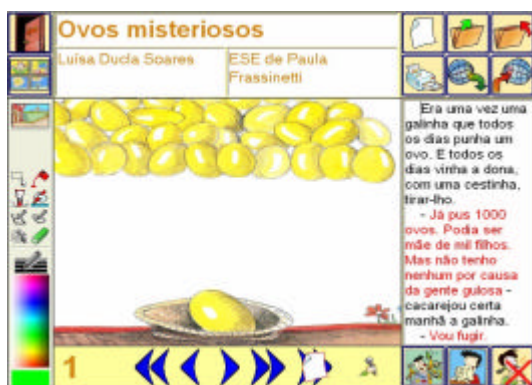 Ovos misteriosos
Luísa Ducla Soares
ESE de Paula
Frassinetti
Era uma vez uma
galinha que todos
os dias punha um
ovo. E todos os
dias vinha a dona,
com uma cestinha,
tirar-lho.
- Já pus 1000
ovos. Podia ser
mãe de mil filhos.
Mas não tenho
nenhum por causa
da gente gulosa -
cacarejou certa
manhã a galinha.
- Vou fugir.
1